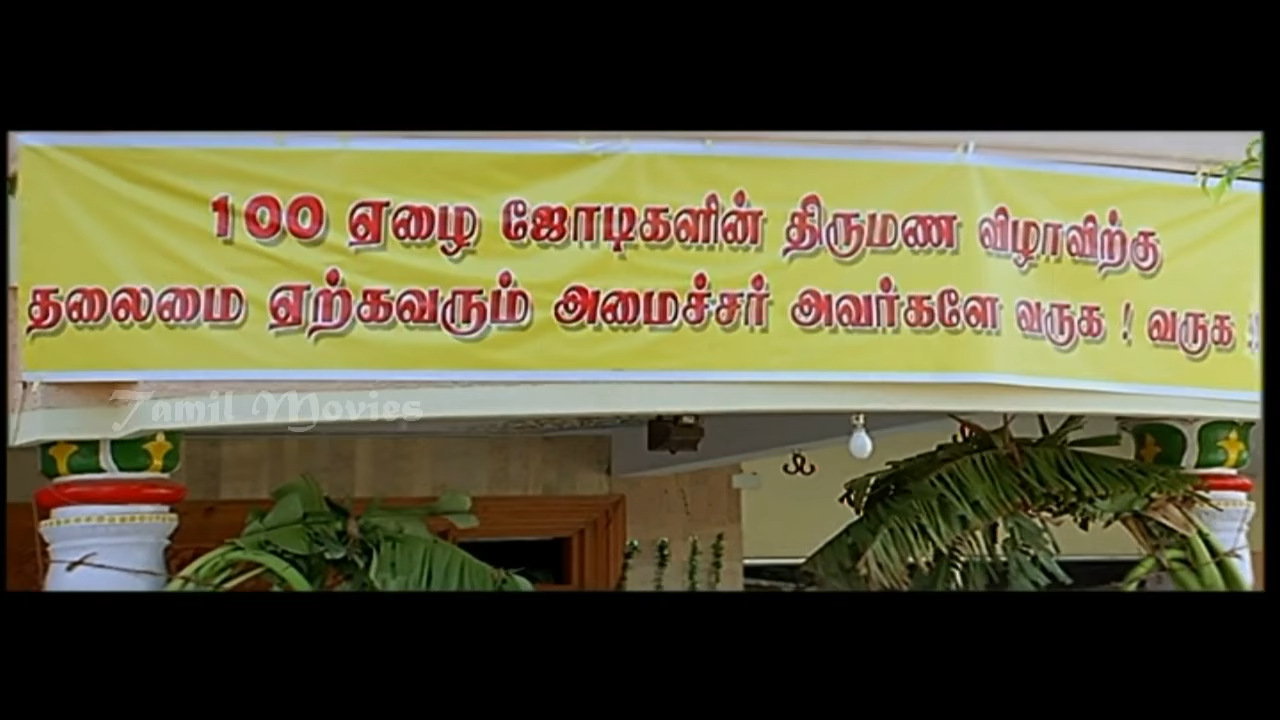 100 ஏழை ஜோடிகளின் திருமண விழாவிற்கு
தலைமை ஏற்கவரும் அமைச்சர் அவர்களே வருக ! வருக !!
Tamil Movies